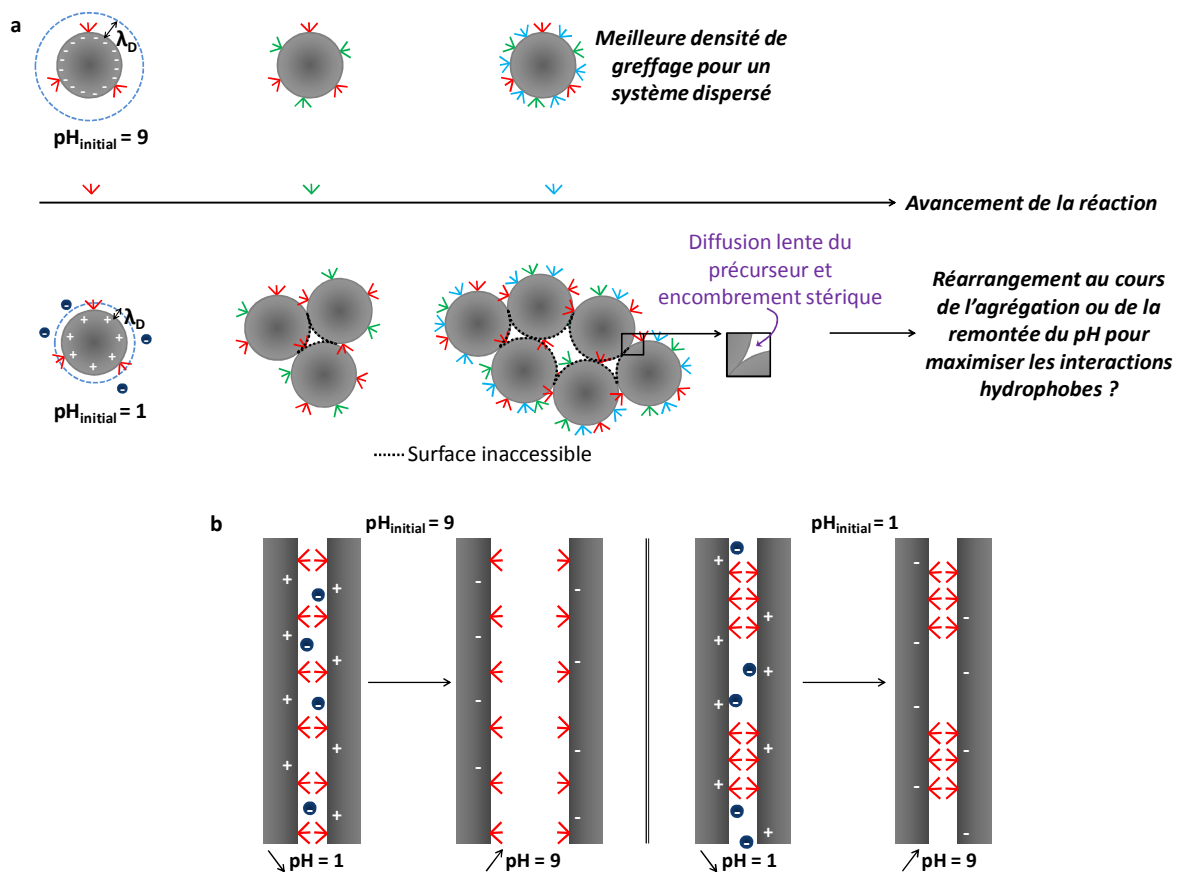 a
λD
pHinitial = 9
Meilleure densité de
greffage pour un
système dispersé
Avancement de la réaction
λD
pHinitial = 1
Diffusion lente du
précurseur et
encombrement stérique
Réarrangement au cours
de l’agrégation ou de la
remontée du pH pour
maximiser les interactions
hydrophobes ?
Surface inaccessible
b
pHinitial = 9
pHinitial = 1
pH = 1
pH = 9
pH = 1
pH = 9